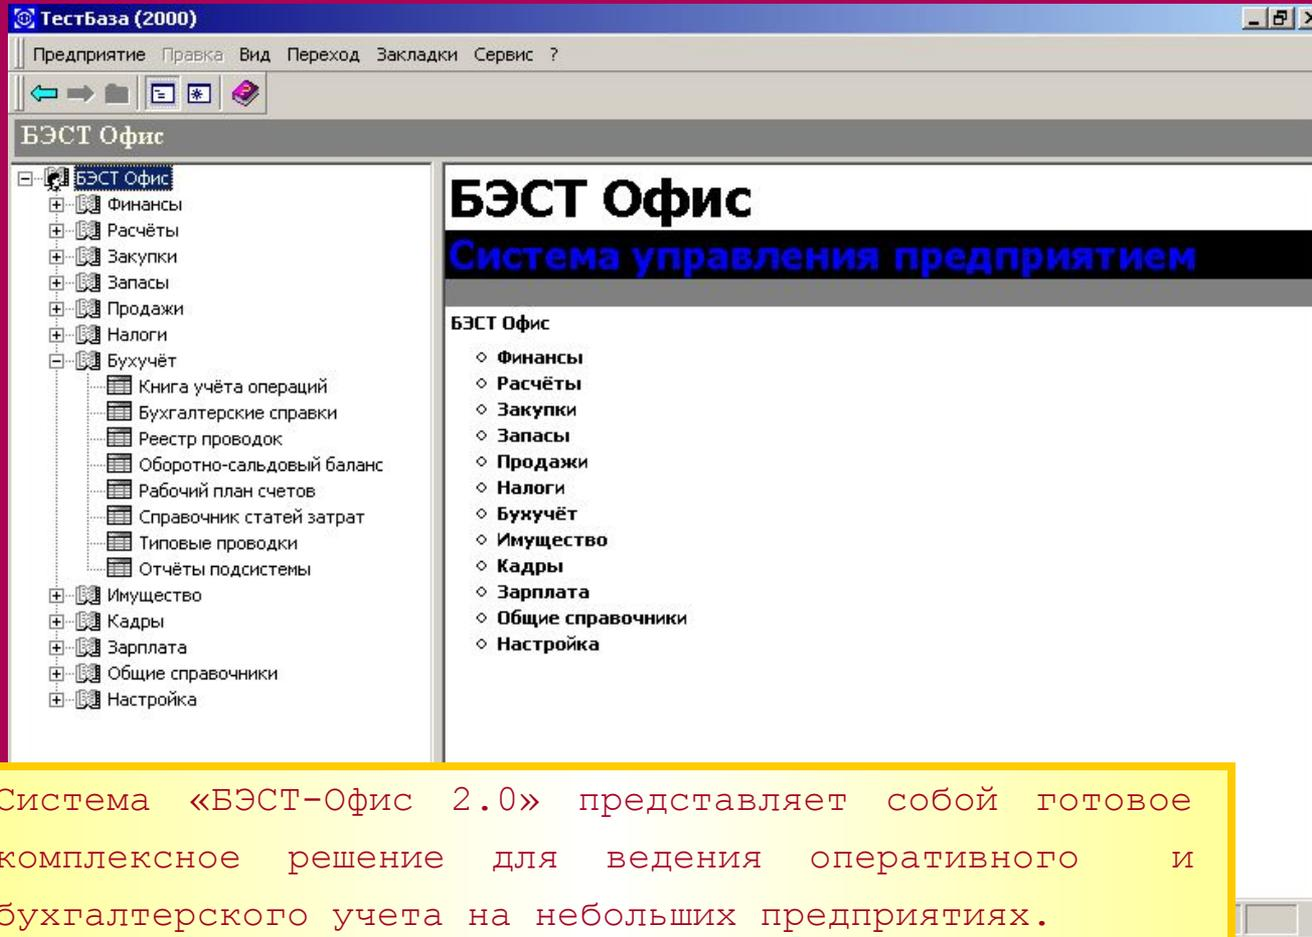 ТестБаза (2000)
Предприятие Правка Вид Переход Закладки Сервис ?
БЭСТ Офис
БЭСТ Офис
Финансы
Расчёты
Закупки
Запасы
Продажи
Налоги
Бухучёт
Книга учёта операций
Бухгалтерские справки
Реестр проводок
Оборотно-сальдовый баланс
Рабочий план счетов
Справочник статей затрат
Типовые проводки
Отчёты подсистемы
Имущество
Кадры
Зарплата
Общие справочники
Настройка
БЭСТ Офис
Система управления предприятием
БЭСТ Офис
Финансы
Расчёты
Закупки
Запасы
Продажи
Налоги
Бухучёт
Имущество
Кадры
Зарплата
Общие справочники
Настройка
Система «БЭСТ-Офис 2.0» представляет собой готовое
комплексное решение для ведения оперативного и
бухгалтерского учета на небольших предприятиях.